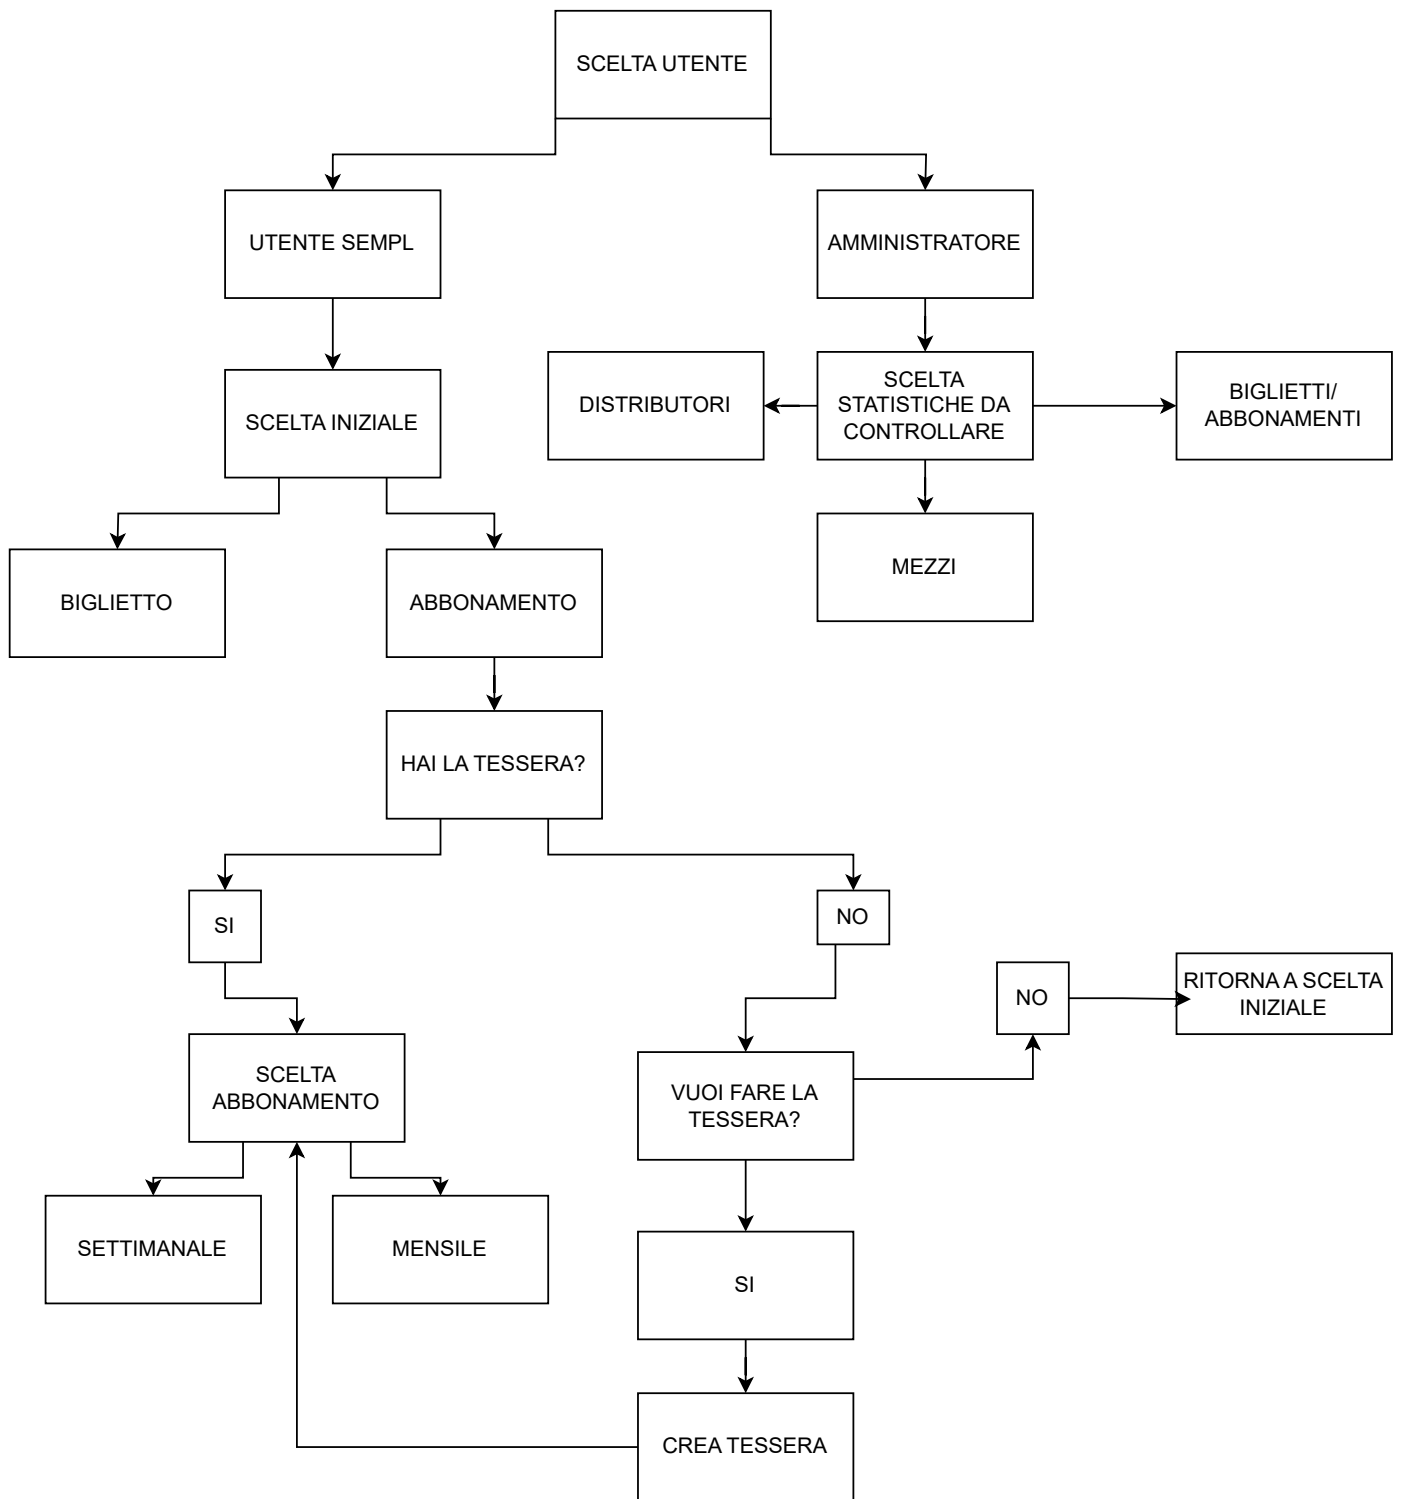 SCELTA UTENTE
UTENTE SEMPL
AMMINISTRATORE
SCELTA INIZIALE
DISTRIBUTORI
SCELTA
STATISTICHE DA
CONTROLLARE
BIGLIETTI/
ABBONAMENTI
BIGLIETTO
ABBONAMENTO
MEZZI
HAI LA TESSERA?
SI
NO
NO
RITORNA A SCELTA
INIZIALE
SCELTA
ABBONAMENTO
VUOI FARE LA
TESSERA?
SETTIMANALE
MENSILE
SI
CREA TESSERA